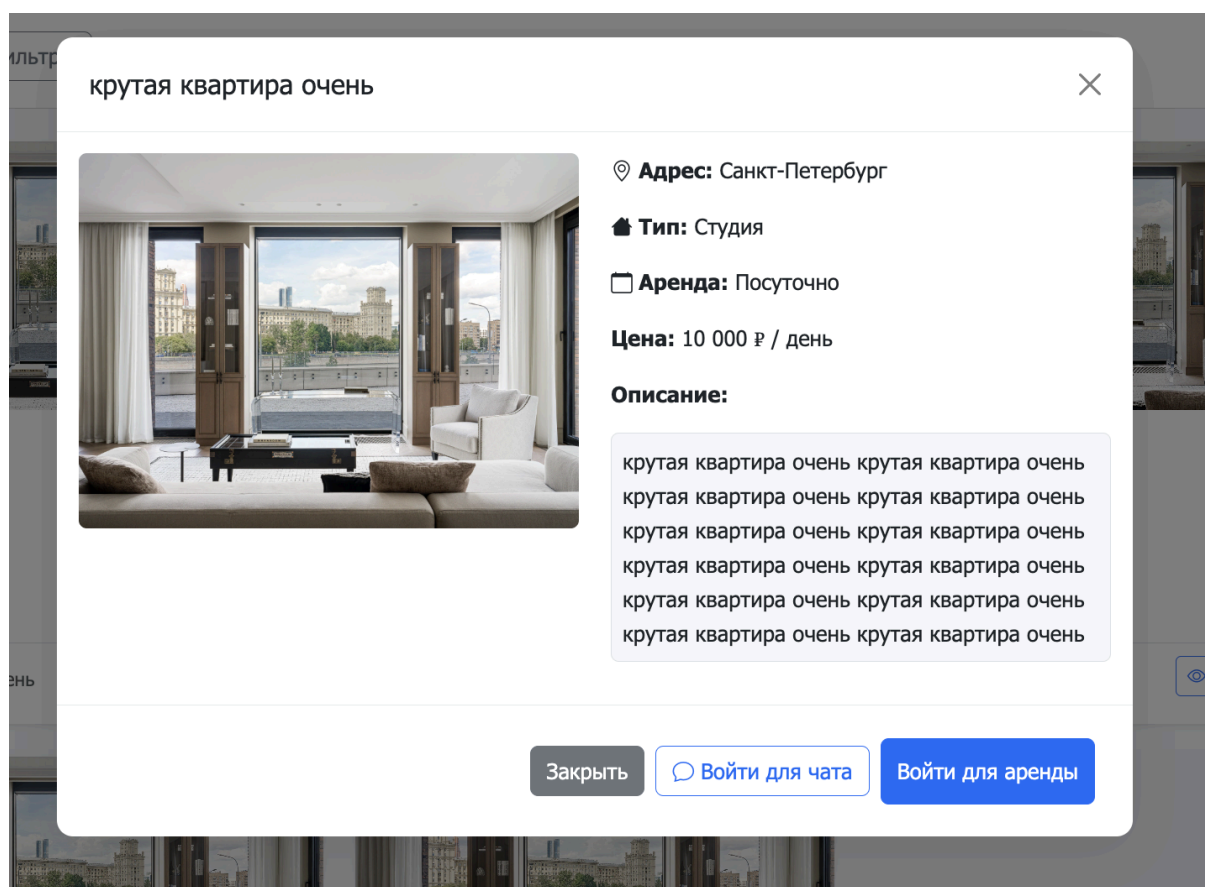 крутая квартира очень
Адрес: Санкт-Петербург
Тип: Студия
Аренда: Посуточно
Цена: 10 000 ₽ / день
Описание:
крутая квартира очень крутая квартира очень
крутая квартира очень крутая квартира очень
крутая квартира очень крутая квартира очень
крутая квартира очень крутая квартира очень
крутая квартира очень крутая квартира очень
крутая квартира очень крутая квартира очень
Закрыть
Войти для чата
Войти для аренды